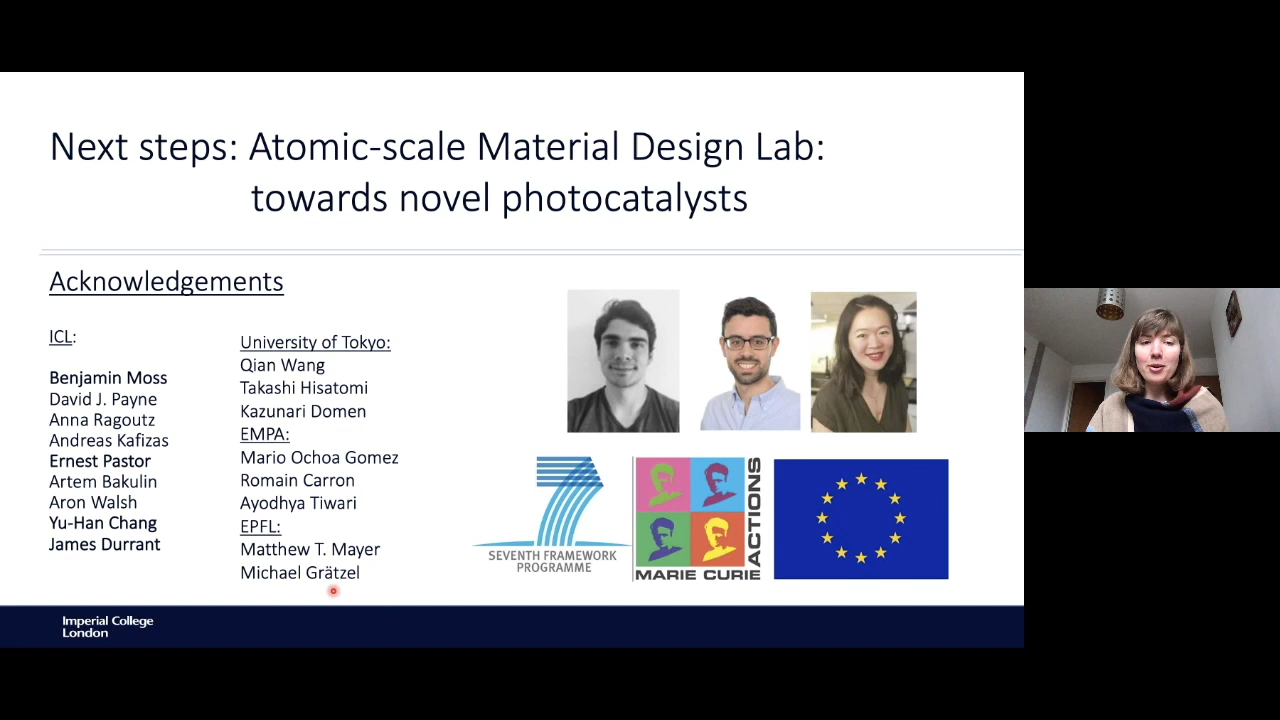 Next steps: Atomic-scale Material Design Lab:
towards novel photocatalysts
Acknowledgements
ICL:
Benjamin Moss
David J. Payne
Anna Ragoutz
Andreas Kafizas
Ernest Pastor
Artem Bakulin
Aron Walsh
Yu-Han Chang
James Durrant
University of Tokyo:
Qian Wang
Takashi Hisatomi
Kazunari Domen
EMPA:
Mario Ochoa Gomez
Romain Carron
Ayodhya Tiwari
EPFL:
Matthew T. Mayer
Michael Grätzel
7
SEVENTH FRAMEWORK
PROGRAMME
MARIE CURIE
ACTIONS
Imperial College
London